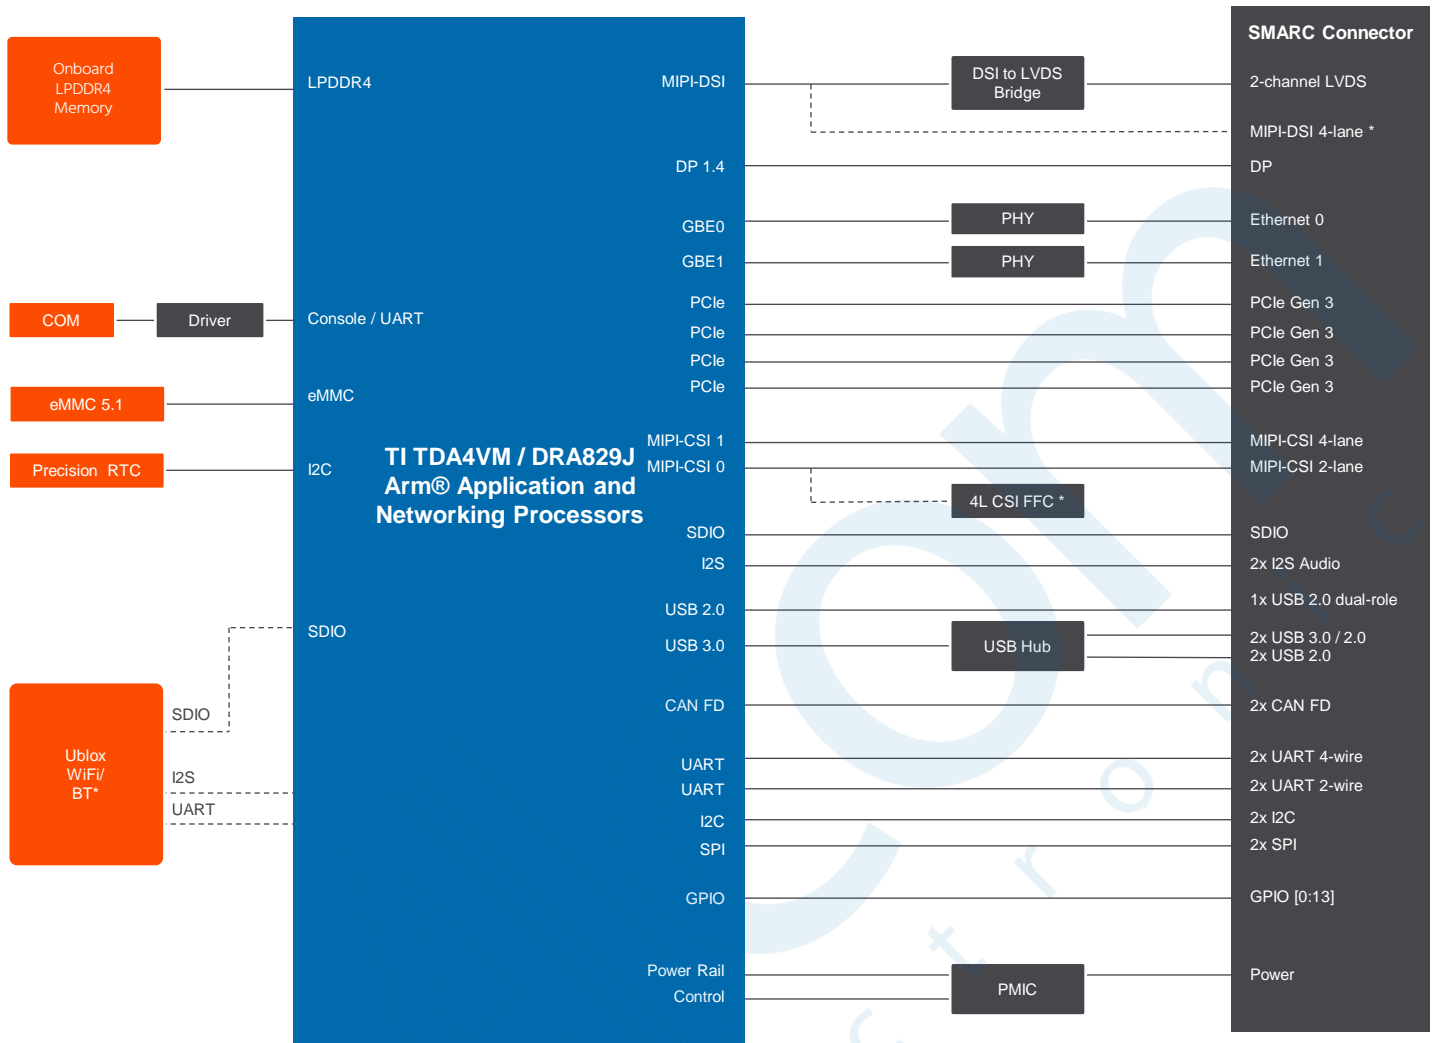 Onboard
LPDDR4
Memory
COM
Driver
eMMC 5.1
Precision RTC
SDIO
Ublox
WiFi/
BT*
I2S
UART
LPDDR4
Console / UART
eMMC
I2C
SDIO
TI TDA4VM / DRA829J
Arm® Application and
Networking Processors
MIPI-DSI
DP 1.4
GBE0
GBE1
PCIe
PCIe
PCIe
PCIe
MIPI-CSI 1
MIPI-CSI 0
SDIO
I2S
USB 2.0
USB 3.0
CAN FD
UART
UART
I2C
SPI
GPIO
Power Rail
Control
DSI to LVDS
Bridge
PHY
PHY
4L CSI FFC *
USB Hub
PMIC
SMARC Connector
2-channel LVDS
MIPI-DSI 4-lane *
DP
Ethernet 0
Ethernet 1
PCIe Gen 3
PCIe Gen 3
PCIe Gen 3
PCIe Gen 3
MIPI-CSI 4-lane
MIPI-CSI 2-lane
SDIO
2x I2S Audio
1x USB 2.0 dual-role
2x USB 3.0 / 2.0
2x USB 2.0
2x CAN FD
2x UART 4-wire
2x UART 2-wire
2x I2C
2x SPI
GPIO [0:13]
Power